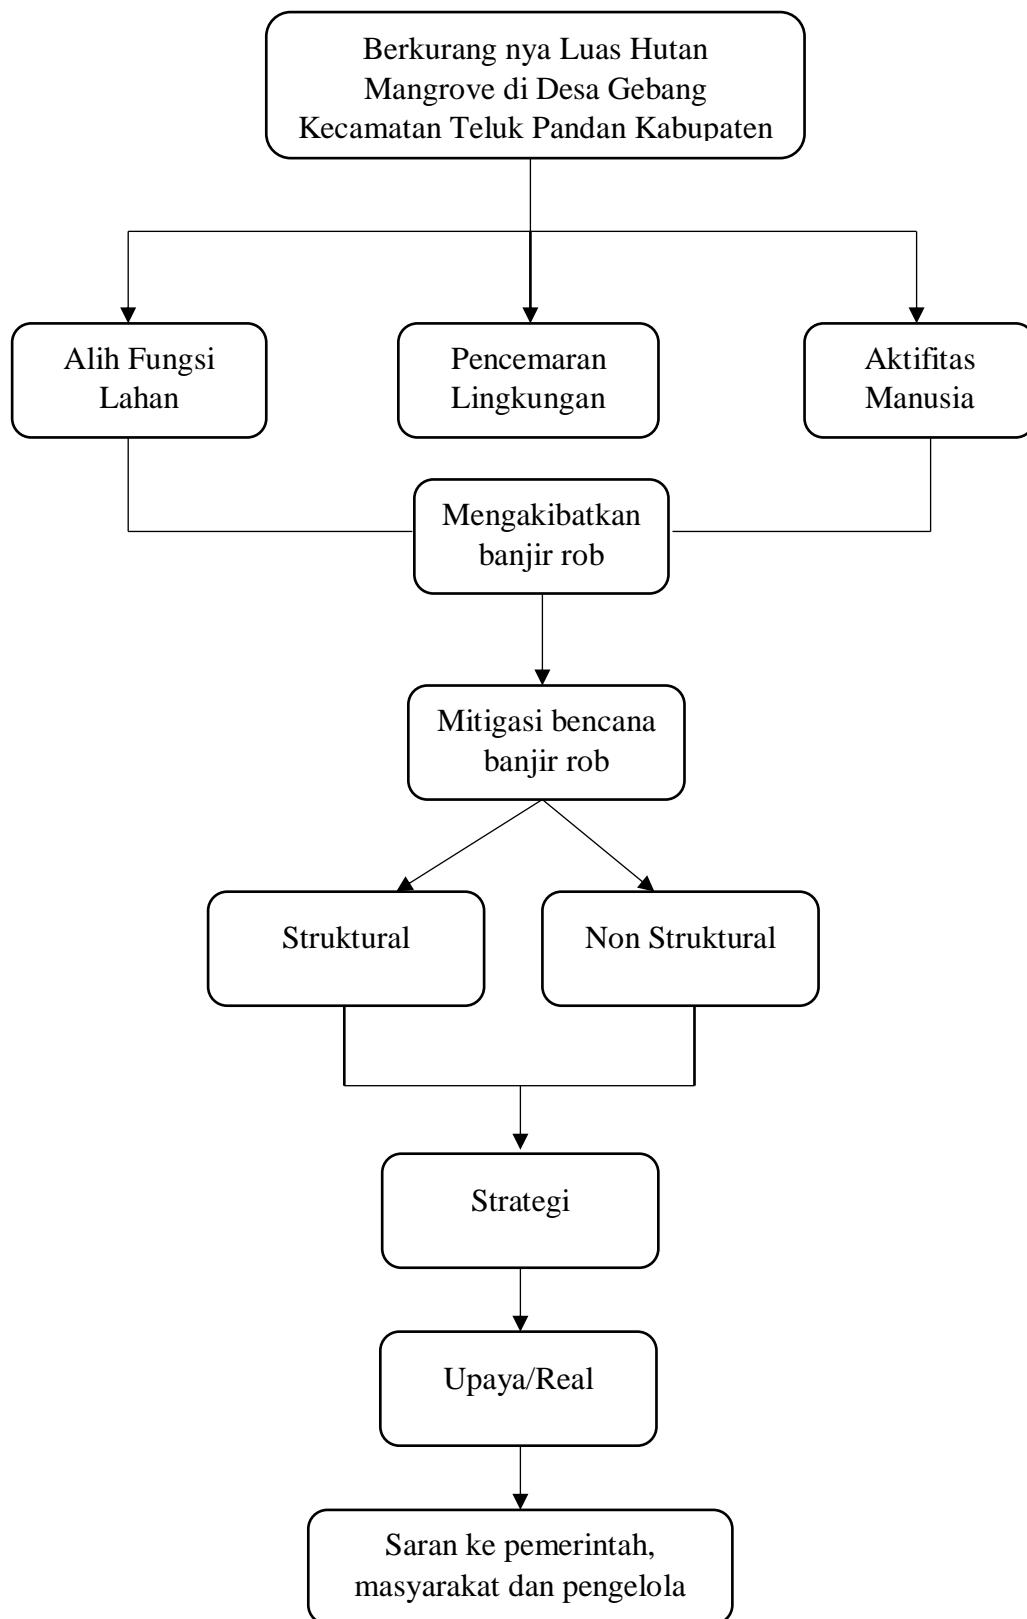 Berkurang nya Luas Hutan
Mangrove di Desa Gebang
Kecamatan Teluk Pandan Kabupaten
Alih Fungsi
Lahan
Pencemaran
Lingkungan
Aktifitas
Manusia
Mengakibatkan
banjir rob
Mitigasi bencana
banjir rob
Struktural
Non Struktural
Strategi
Upaya/Real
Saran ke pemerintah,
masyarakat dan pengelola